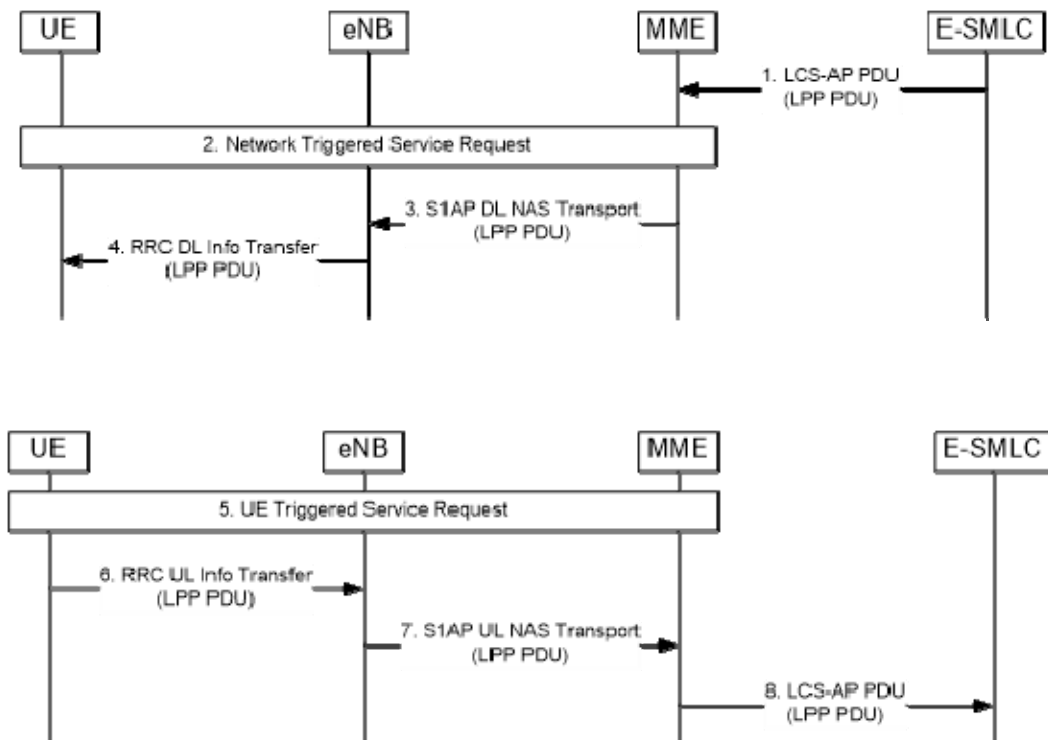 UE
eNB
MME
E-SMLC
1. LCS-AP PDU
(LPP PDU)
2. Network Triggered Service Request
3. S1AP DL NAS Transport
(LPP PDU)
4. RRC DL Info Transfer
(LPP PDU)
UE
eNB
MME
E-SMLC
5. UE Triggered Service Request
6. RRC UL Info Transfer
(LPP PDU)
7. S1AP UL NAS Transport
(LPP PDU)
8. LCS-AP PDU
(LPP PDU)